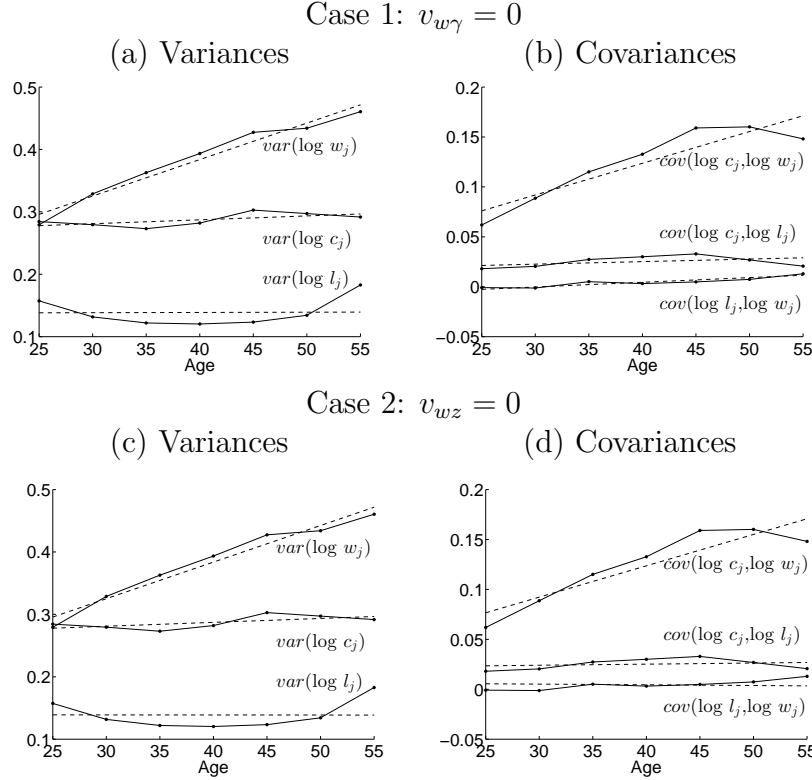 Case 1: v_{wγ} = 0
(a) Variances
0.5
0.4
0.3
0.2
0.1
25 30 35 40 45 50 55
Age
var(log w_j)
var(log c_j)
var(log l_j)
(b) Covariances
0.2
0.15
0.1
0.05
0
−0.05
25 30 35 40 45 50 55
Age
cov(log c_j,log w_j)
cov(log c_j,log l_j)
cov(log l_j,log w_j)
Case 2: v_{wz} = 0
(c) Variances
0.5
0.4
0.3
0.2
0.1
25 30 35 40 45 50 55
Age
var(log w_j)
var(log c_j)
var(log l_j)
(d) Covariances
0.2
0.15
0.1
0.05
0
−0.05
25 30 35 40 45 50 55
Age
cov(log c_j,log w_j)
cov(log c_j,log l_j)
cov(log l_j,log w_j)